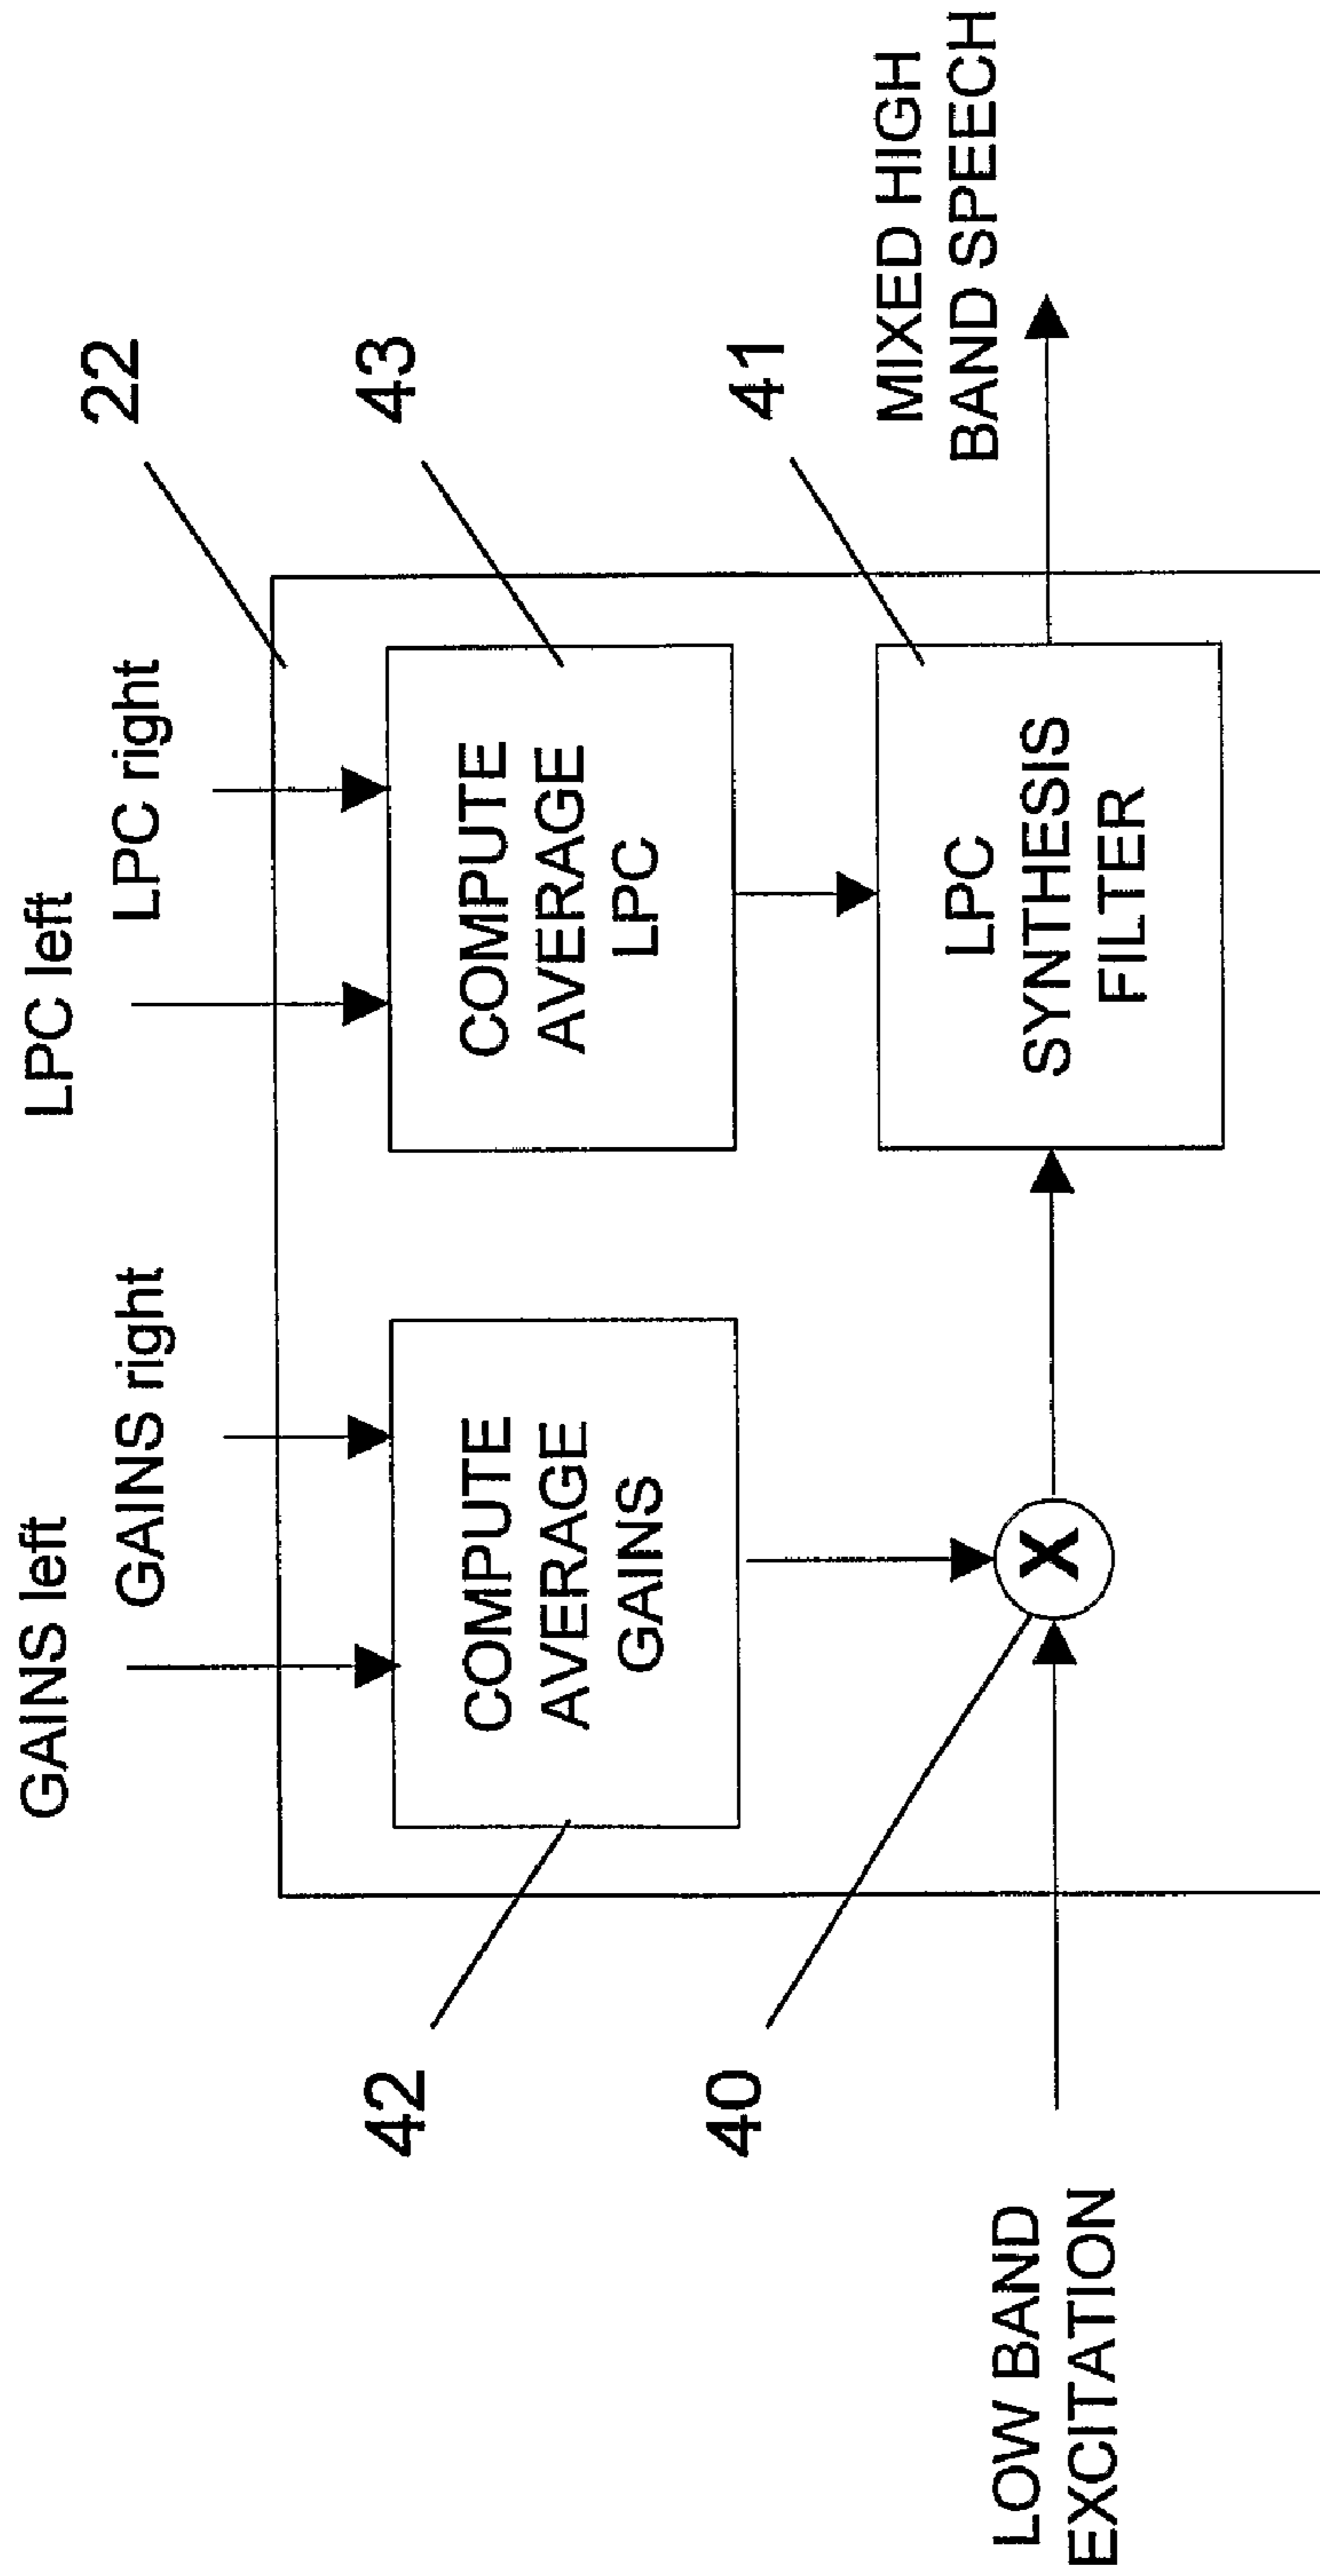 GAINS left
GAINS right
LPC left
LPC right
22
42
COMPUTE
AVERAGE
GAINS
COMPUTE
AVERAGE
LPC
43
40
X
LPC
SYNTHESIS
FILTER
41
LOW BAND
EXCITATION
MIXED HIGH
BAND SPEECH